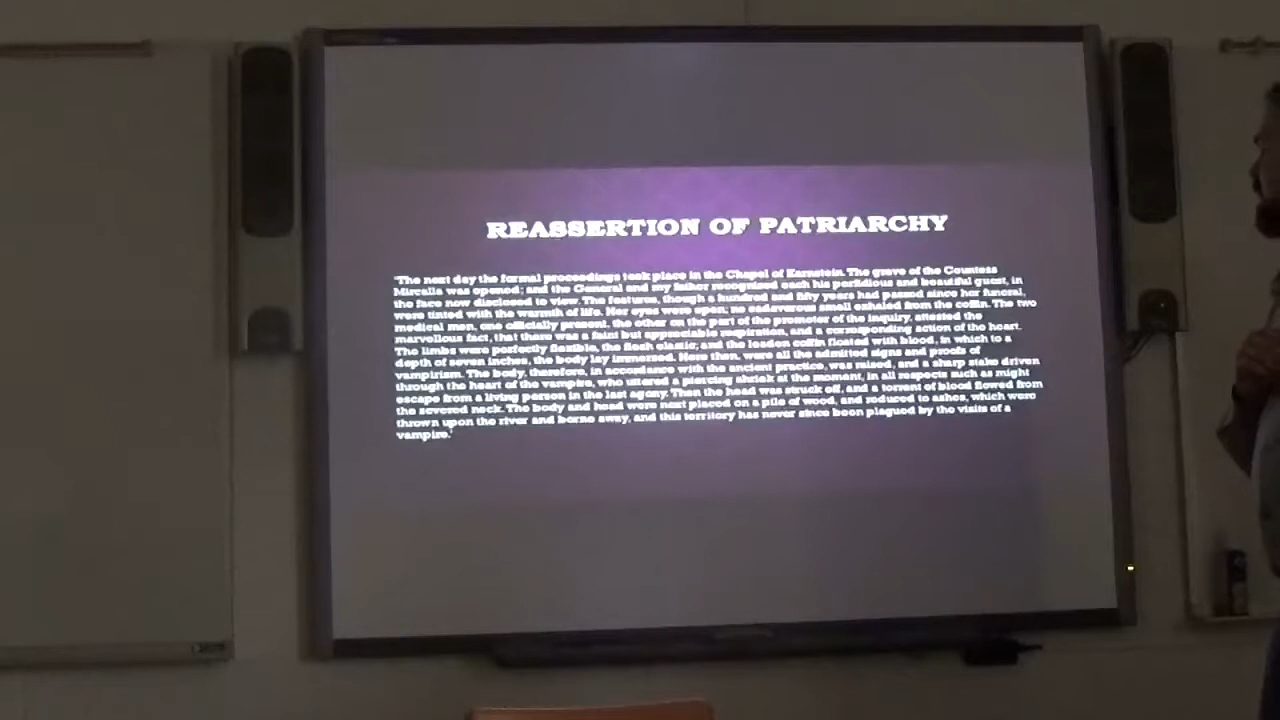 REASSERTION OF PATRIARCHY
'The next day the formal proceedings took place in the Chapel of Karnstein. The grave of the Countess
Mircalla was opened; and the General and my father recognised each his perfidious and beautiful guest, in
the face now disclosed to view. The features, though a hundred and fifty years had passed since her funeral,
were tinted with the warmth of life. Her eyes were open; no cadaverous smell exhaled from the coffin. The two
medical men, one officially present, the other on the part of the promoter of the inquiry, attested the
marvellous fact, that there was a faint but appreciable respiration, and a corresponding action of the heart.
The limbs were perfectly flexible, the flesh elastic; and the leaden coffin floated with blood, in which to a
depth of seven inches, the body lay immersed. Here then, were all the admitted signs and proofs of
vampirism. The body, therefore, in accordance with the ancient practice, was raised, and a sharp stake driven
through the heart of the vampire, who uttered a piercing shriek at the moment, in all respects such as might
escape from a living person in the last agony. Then the head was struck off, and a torrent of blood flowed from
the severed neck. The body and head were next placed on a pile of wood, and reduced to ashes, which were
thrown upon the river and borne away, and this territory has never since been plagued by the visits of a
vampire.'